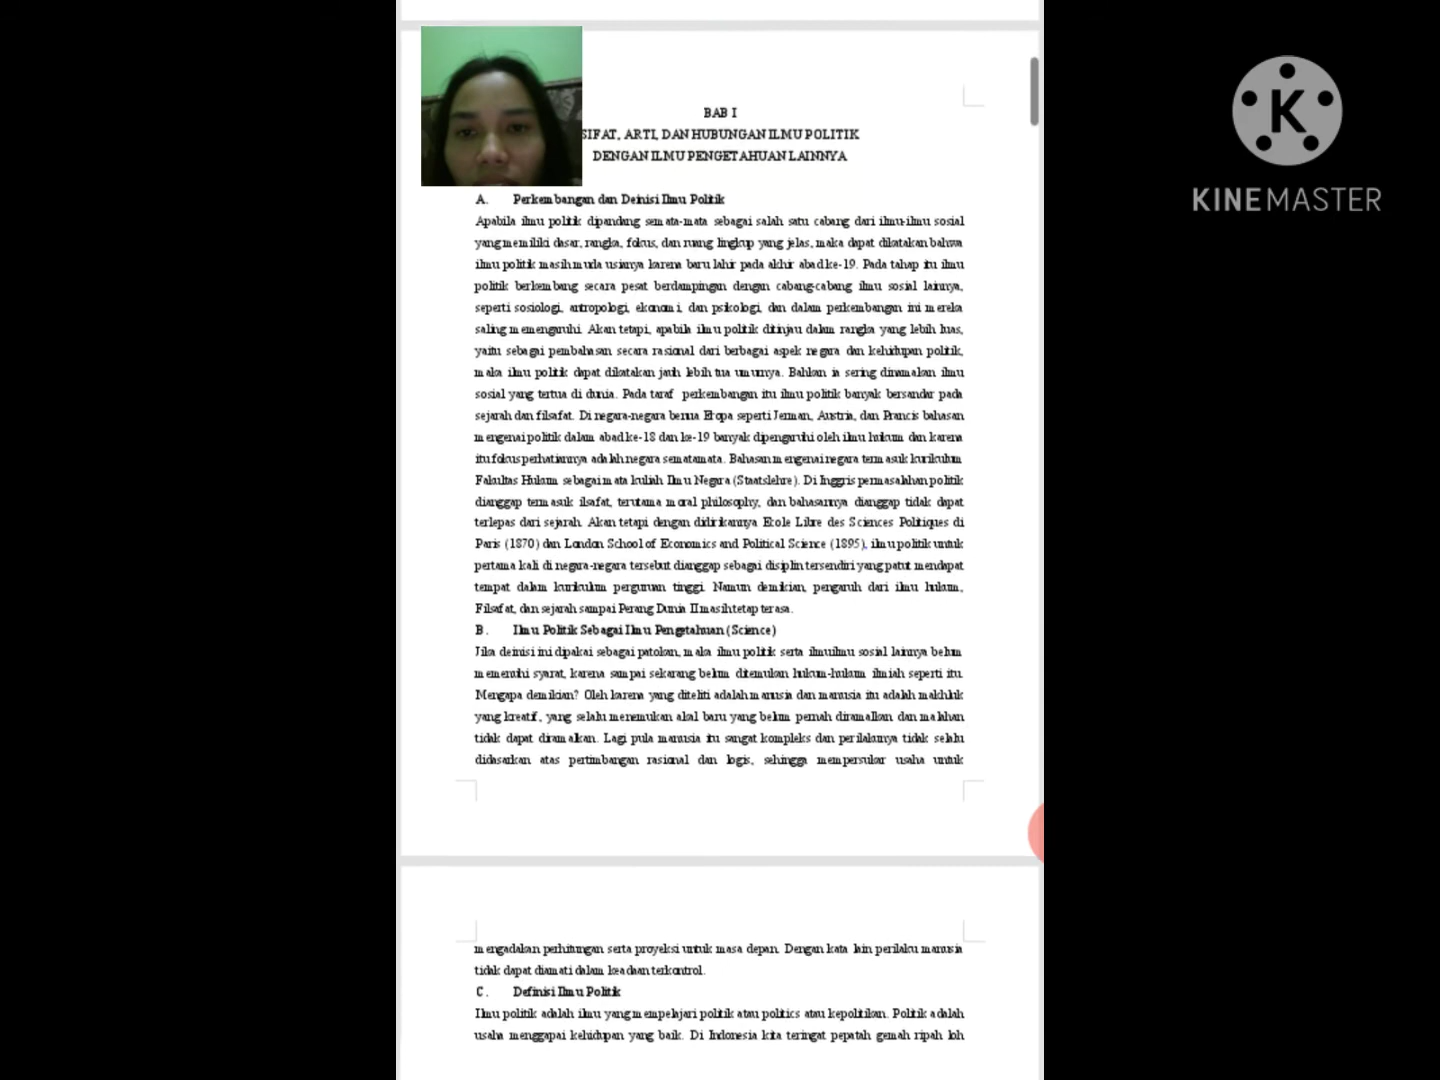 BAB I
SIFAT, ARTI, DAN HUBUNGAN ILMU POLITIK
DENGAN ILMU PENGETAHUAN LAINNYA
A. Perkembangan dan Deinisi Ilmu Politik
Apabila ilmu politik dipandang semata-mata sebagai salah satu cabang dari ilmu-ilmu sosial
yang memiliki dasar, rangka, fokus, dan ruang lingkup yang jelas, maka dapat dikatakan bahwa
ilmu politik masih muda usianya karena baru lahir pada akhir abad ke-19. Pada tahap itu ilmu
politik berkembang secara pesat berdampingan dengan cabang-cabang ilmu sosial lainnya,
seperti sosiologi, antropologi, ekonomi, dan psikologi, dan dalam perkembangan ini mereka
saling memengaruhi. Akan tetapi, apabila ilmu politik ditinjau dalam rangka yang lebih luas,
yaitu sebagai pembahasan secara rasional dari berbagai aspek negara dan kehidupan politik,
maka ilmu politik dapat dikatakan jauh lebih tua umurnya. Bahkan ia sering dinamakan ilmu
sosial yang tertua di dunia. Pada taraf perkembangan itu ilmu politik banyak bersandar pada
sejarah dan filsafat. Di negara-negara benua Eropa seperti Jerman, Austria, dan Prancis bahasan
mengenai politik dalam abad ke-18 dan ke-19 banyak dipengaruhi oleh ilmu hukum dan karena
itu fokus perhatiannya adalah negara sematamata. Bahasan mengenai negara termasuk kurikulum
Fakultas Hukum sebagai mata kuliah Ilmu Negara (Staatslehre). Di Inggris permasalahan politik
dianggap termasuk ilsafat, terutama moral philosophy, dan bahasannya dianggap tidak dapat
terlepas dari sejarah. Akan tetapi dengan didirikannya Ecole Libre des Sciences Politiques di
Paris (1870) dan London School of Economics and Political Science (1895), ilmu politik untuk
pertama kali di negara-negara tersebut dianggap sebagai disiplin tersendiri yang patut mendapat
tempat dalam kurikulum perguruan tinggi. Namun demikian, pengaruh dari ilmu hukum,
Filsafat, dan sejarah sampai Perang Dunia II masih tetap terasa.
B. Ilmu Politik Sebagai Ilmu Pengetahuan (Science)
Jika deinisi ini dipakai sebagai patokan, maka ilmu politik serta ilmuilmu sosial lainnya belum
memenuhi syarat, karena sampai sekarang belum ditemukan hukum-hukum ilmiah seperti itu.
Mengapa demikian? Oleh karena yang diteliti adalah manusia dan manusia itu adalah makhluk
yang kreatif, yang selalu menemukan akal baru yang belum pernah diramalkan dan malahan
tidak dapat diramalkan. Lagi pula manusia itu sangat kompleks dan perilakunya tidak selalu
didasarkan atas pertimbangan rasional dan logis, sehingga mempersukar usaha untuk
mengadakan perhitungan serta proyeksi untuk masa depan. Dengan kata lain perilaku manusia
tidak dapat diamati dalam keadaan terkontrol.
C. Definisi Ilmu Politik
Ilmu politik adalah ilmu yang mempelajari politik atau politics atau kepolitikan. Politik adalah
usaha menggapai kehidupan yang baik. Di Indonesia kita teringat pepatah gemah ripah loh
K
KINEMASTER